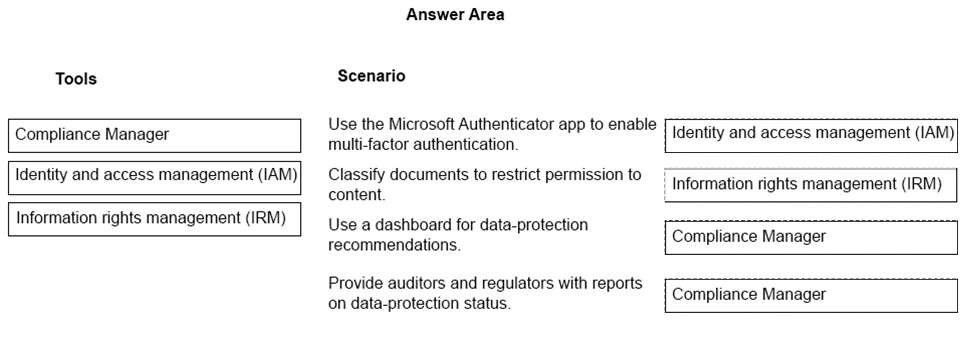 Answer Area
Tools
Scenario
Compliance Manager
Identity and access management (IAM)
Information rights management (IRM)
Use the Microsoft Authenticator app to enable
multi-factor authentication.
Identity and access management (IAM)
Classify documents to restrict permission to
content.
Information rights management (IRM)
Use a dashboard for data-protection
recommendations.
Compliance Manager
Provide auditors and regulators with reports
on data-protection status.
Compliance Manager